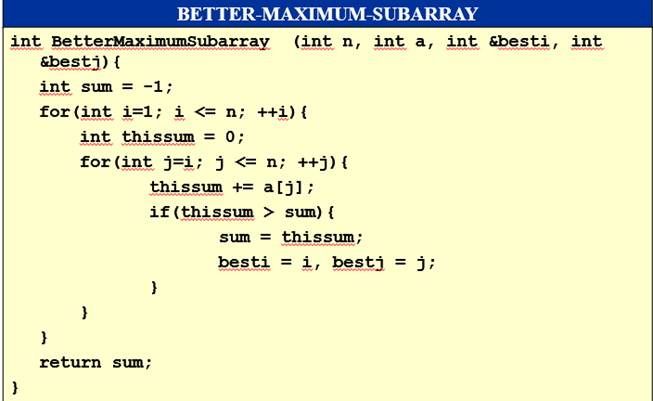 BETTER-MAXIMUM-SUBARRAY
int BetterMaximumSubarray (int n, int a, int &besti, int
&bestj){
int sum = -1;
for(int i=1; i <= n; ++i){
int thissum = 0;
for(int j=i; j <= n; ++j){
thissum += a[j];
if(thissum > sum){
sum = thissum;
besti = i, bestj = j;
}
}
}
return sum;
}